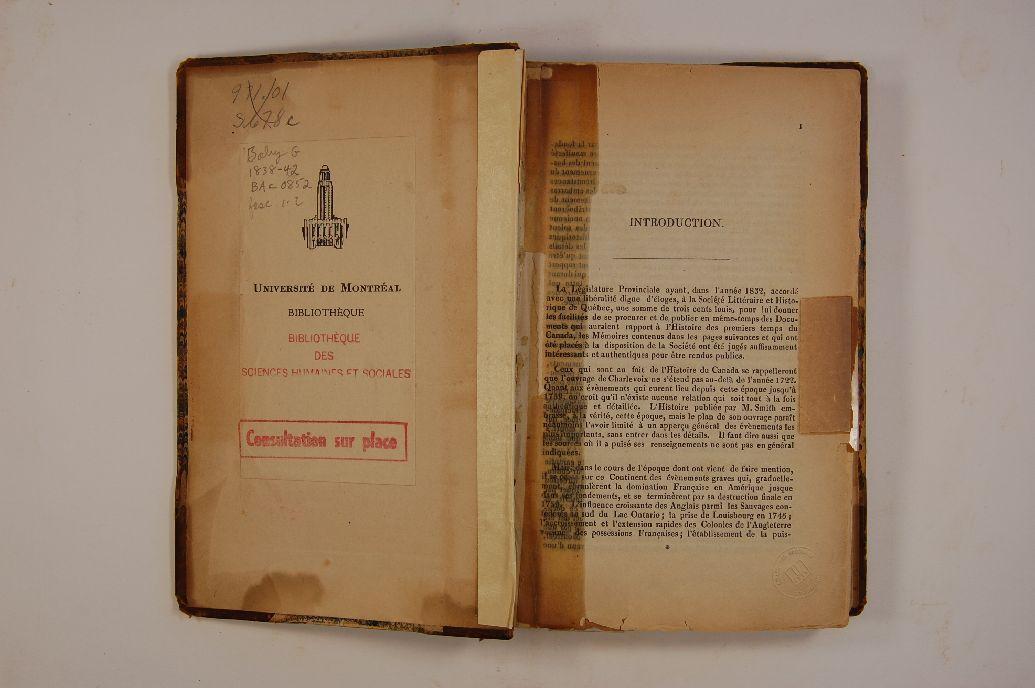 Baby G
1838-42
BAc 0852
fasc. 1-2
UNIVERSITÉ DE MONTRÉAL
BIBLIOTHÈQUE
BIBLIOTHÈQUE
DES
SCIENCES HUMAINES ET SOCIALES
Consultation sur place
1
INTRODUCTION.
La Législature Provinciale ayant, dans l'année 1832, accordé
avec une libéralité digne d'éloges, à la Société Littéraire et Histo-
rique de Québec, une somme de trois cents louis, pour lui donner
les facilités de se procurer et de publier en même-temps des Docu-
ments qui auraient rapport à l'Histoire des premiers temps du
Canada, les Mémoires contenus dans les pages suivantes et qui ont
été placés à la disposition de la Société ont été jugés suffisamment
intéressants et authentiques pour être rendus publics.
Ceux qui sont au fait de l'Histoire du Canada se rappelleront
que l'ouvrage de Charlevoix ne s'étend pas au-delà de l'année 1722.
Quant aux évènements qui eurent lieu depuis cette époque jusqu'à
1759, on croit qu'il n'existe aucune relation qui soit tout à la fois
authentique et détaillée. L'Histoire publiée par M. Smith em-
brasse, à la vérité, cette époque, mais le plan de son ouvrage paraît
néanmoins l'avoir limité à un apperçu général des évènements les
plus importants, sans entrer dans les détails. Il faut dire aussi que
les sources où il a puisé ses renseignements ne sont pas en général
indiquées.
Mais, dans le cours de l'époque dont ont vient de faire mention,
sur ce Continent des évènements graves qui, graduelle-
ment, ébranlèrent la domination Française en Amérique jusque
dans ses fondements, et se terminèrent par sa destruction finale en
L'influence croissante des Anglais parmi les Sauvages
au sud du Lac Ontario; la prise de Louisbourg en 1745;
l'accroissement et l'extension rapides des Colonies de l'Angleterre
des possessions Françaises; l'établissement de la puis-
*